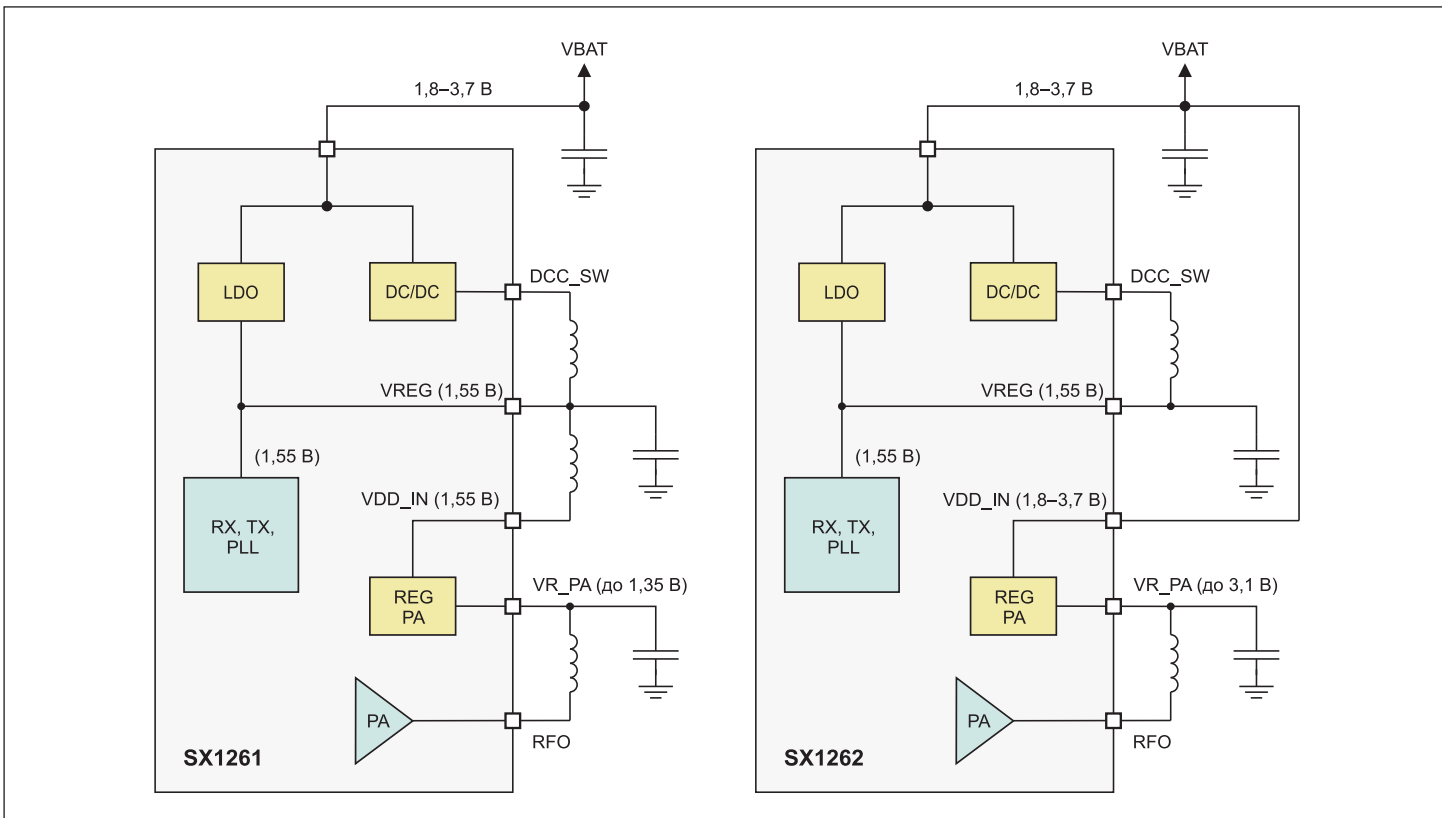 VBAT
1,8–3,7 В
LDO
DC/DC
DCC_SW
VREG (1,55 В)
(1,55 В)
VDD_IN (1,55 В)
RX, TX,
PLL
REG
PA
VR_PA (до 1,35 В)
PA
RFO
SX1261
VBAT
1,8–3,7 В
LDO
DC/DC
DCC_SW
VREG (1,55 В)
(1,55 В)
VDD_IN (1,8–3,7 В)
RX, TX,
PLL
REG
PA
VR_PA (до 3,1 В)
PA
RFO
SX1262